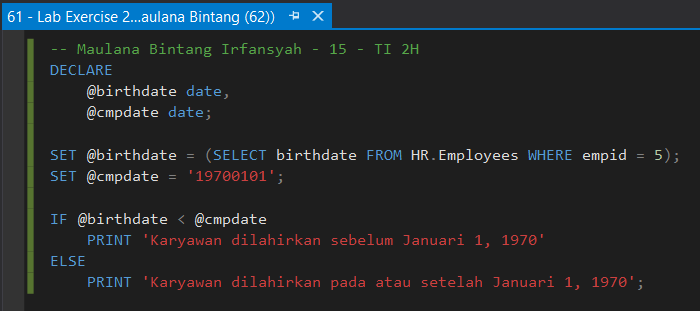 61 - Lab Exercise 2...aulana Bintang (62))
-- Maulana Bintang Irfansyah - 15 - TI 2H
DECLARE
@birthdate date,
@cmpdate date;
SET @birthdate = (SELECT birthdate FROM HR.Employees WHERE empid = 5);
SET @cmpdate = '19700101';
IF @birthdate < @cmpdate
PRINT 'Karyawan dilahirkan sebelum Januari 1, 1970'
ELSE
PRINT 'Karyawan dilahirkan pada atau setelah Januari 1, 1970';